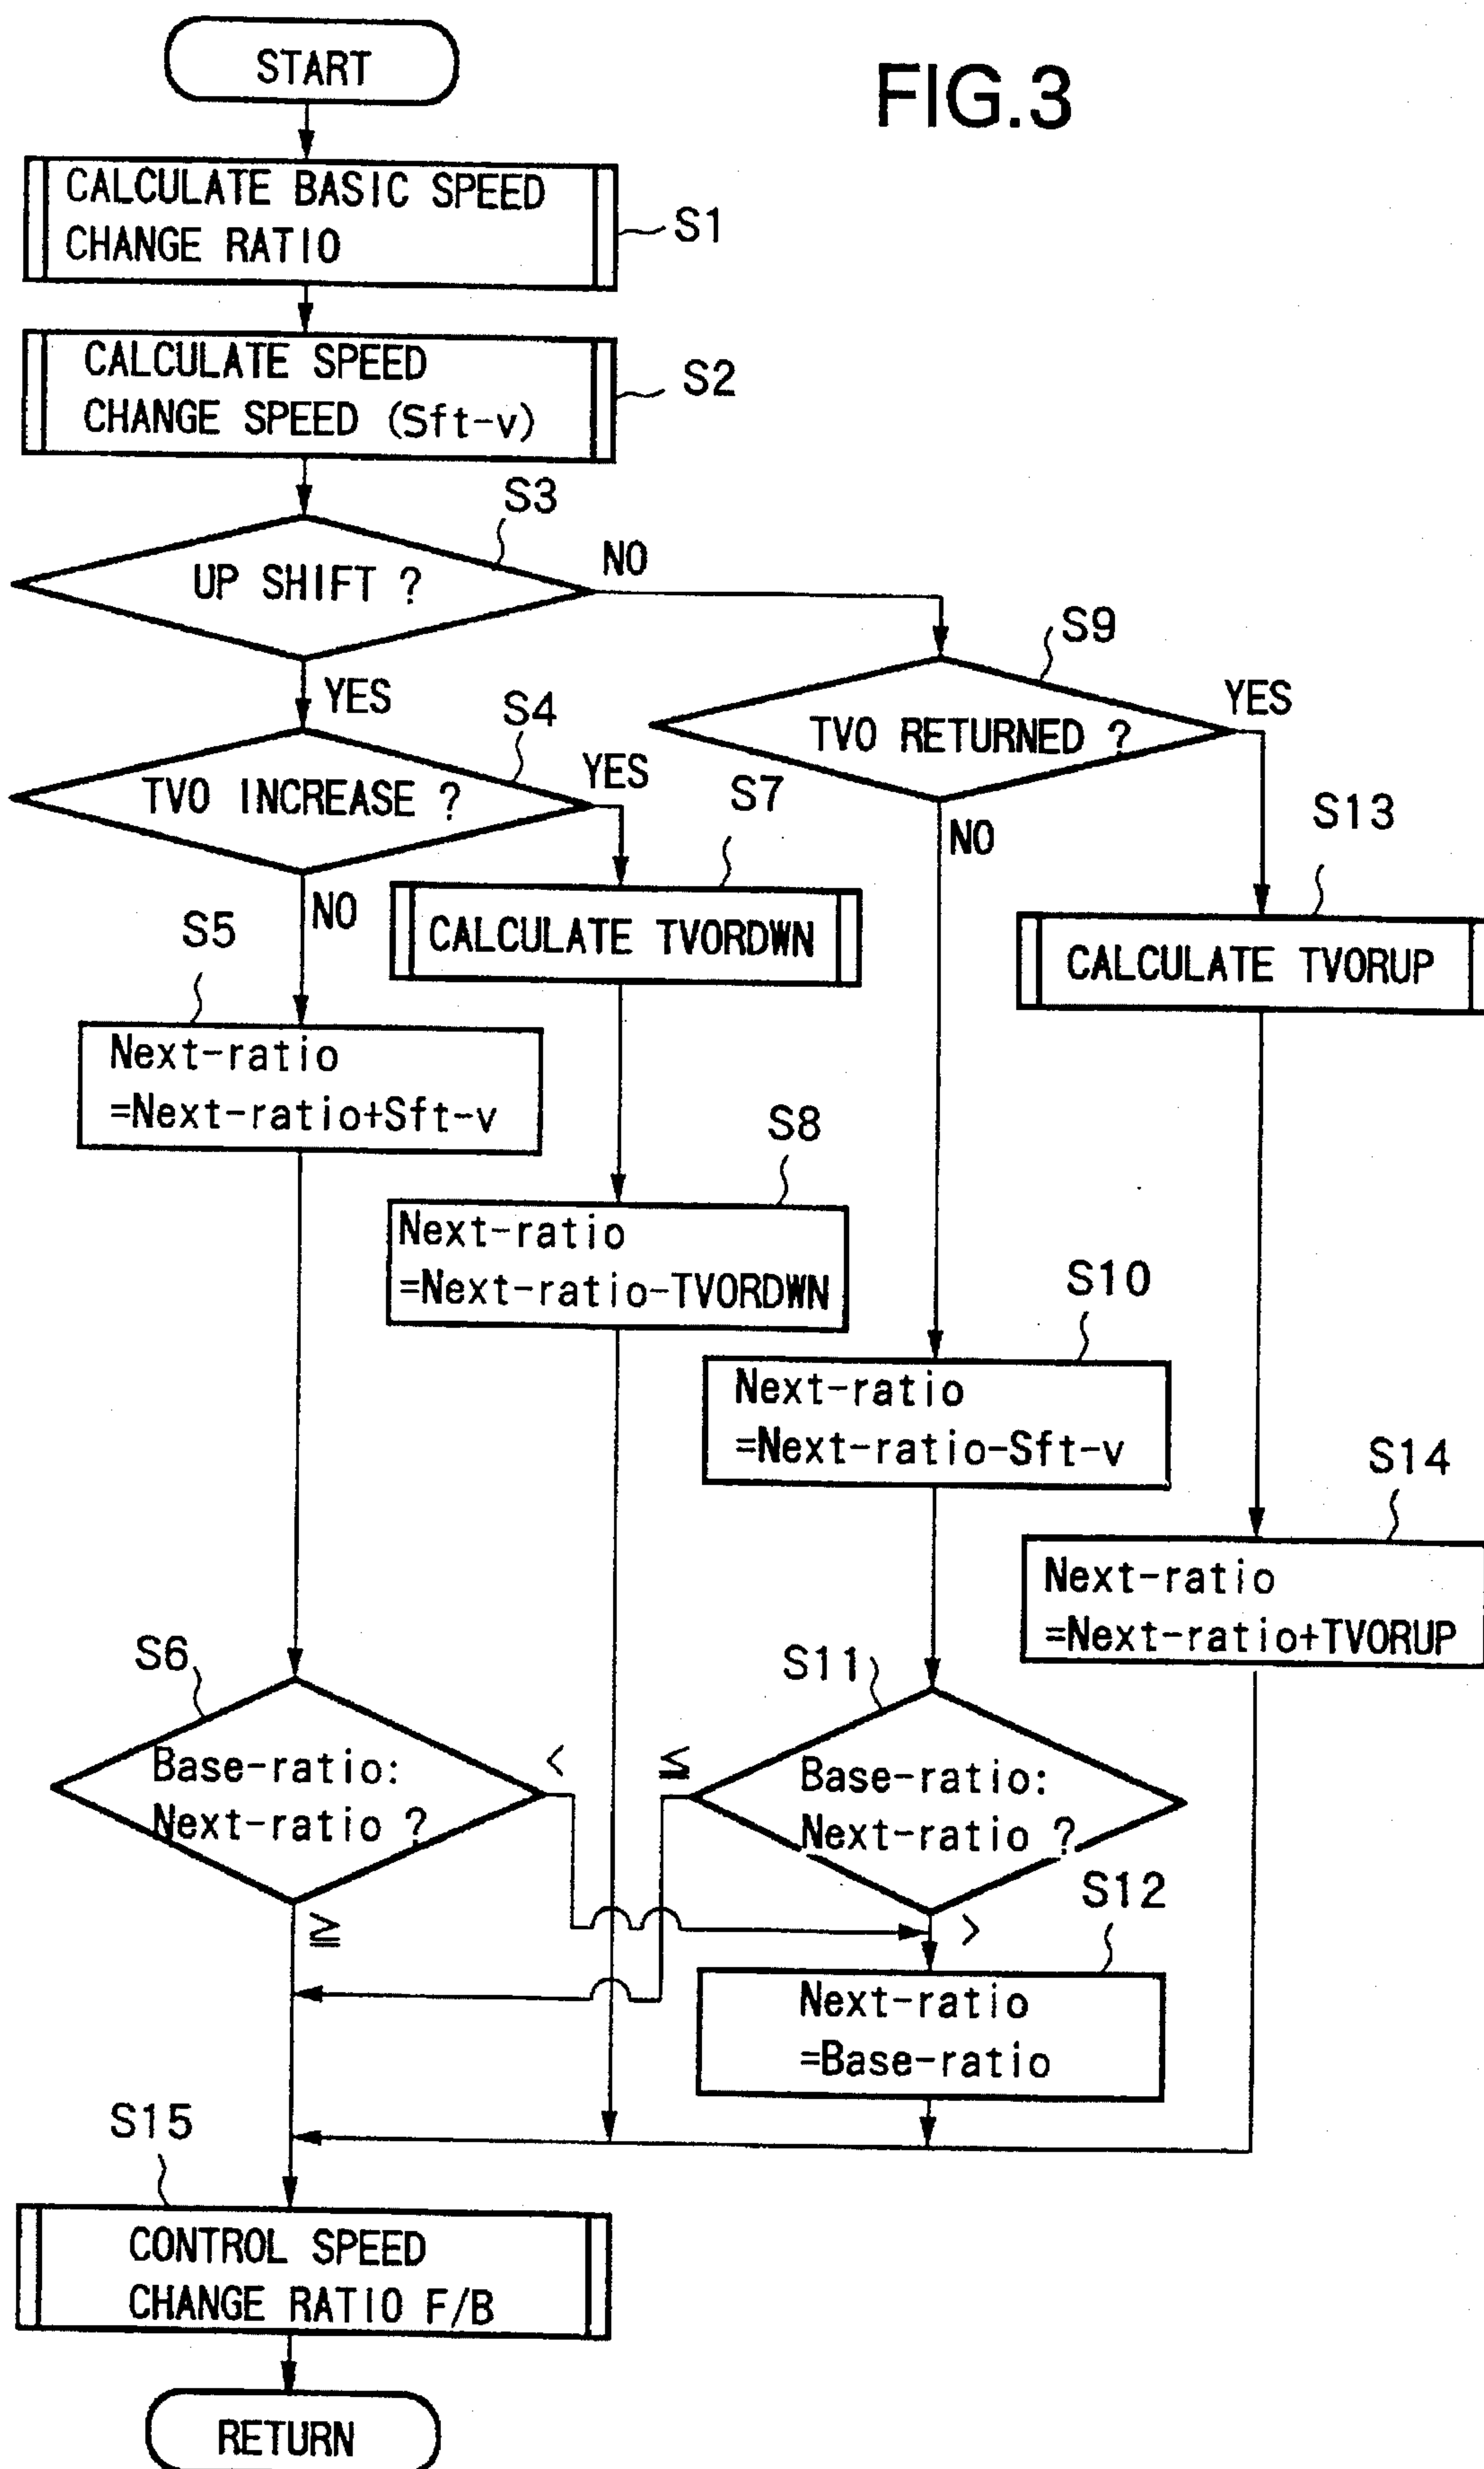 START
FIG.3
CALCULATE BASIC SPEED
CHANGE RATIO
S1
CALCULATE SPEED
CHANGE SPEED (Sft-v)
S2
S3
UP SHIFT ?
NO
YES
S9
TVO RETURNED ?
YES
NO
S4
TVO INCREASE ?
YES
NO
S7
CALCULATE TVORDWN
S13
CALCULATE TVORUP
S5
Next-ratio
=Next-ratio+Sft-v
S8
Next-ratio
=Next-ratio-TVORDWN
S10
Next-ratio
=Next-ratio-Sft-v
S14
Next-ratio
=Next-ratio+TVORUP
S6
Base-ratio:
Next-ratio ?
<
≧
S11
Base-ratio:
Next-ratio ?
≦
>
S12
Next-ratio
=Base-ratio
S15
CONTROL SPEED
CHANGE RATIO F/B
RETURN